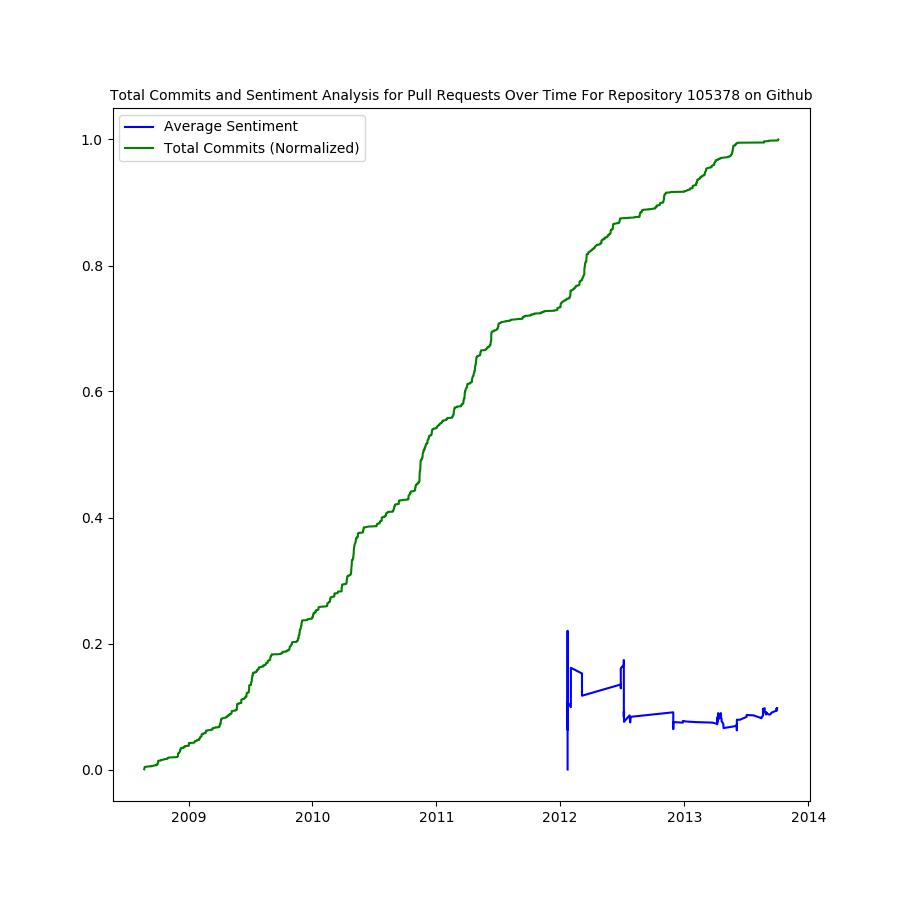 Total Commits and Sentiment Analysis for Pull Requests Over Time For Repository 105378 on Github
Average Sentiment
Total Commits (Normalized)
1.0
0.8
0.6
0.4
0.2
0.0
2009 2010 2011 2012 2013 2014